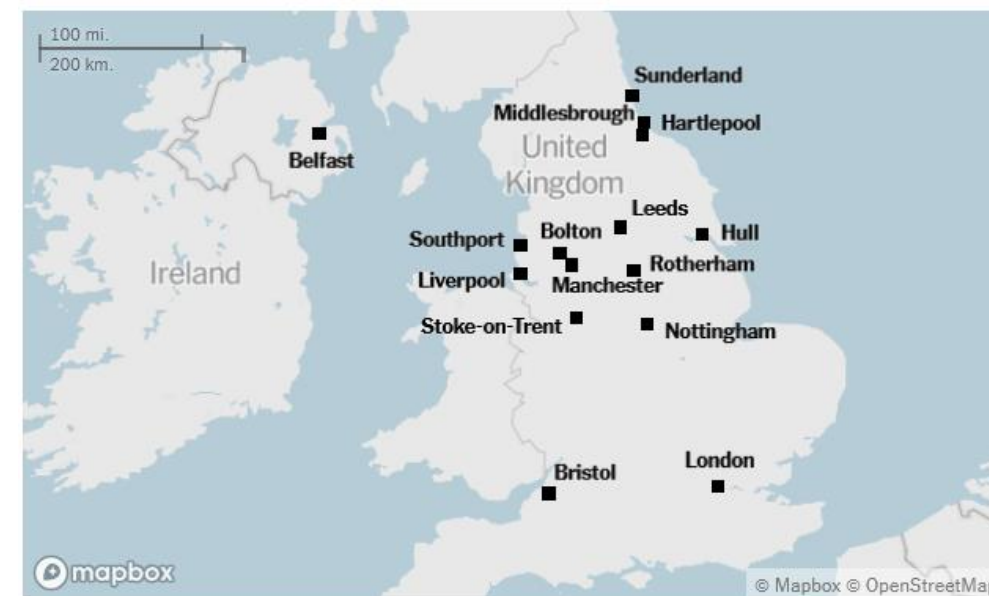 100 mi.
200 km.
Sunderland
Middlesbrough
Hartlepool
United
Kingdom
Belfast
Leeds
Bolton
Hull
Southport
Rotherham
Ireland
Liverpool
Manchester
Stoke-on-Trent
Nottingham
London
Bristol
mapbox
© Mapbox © OpenStreetMa